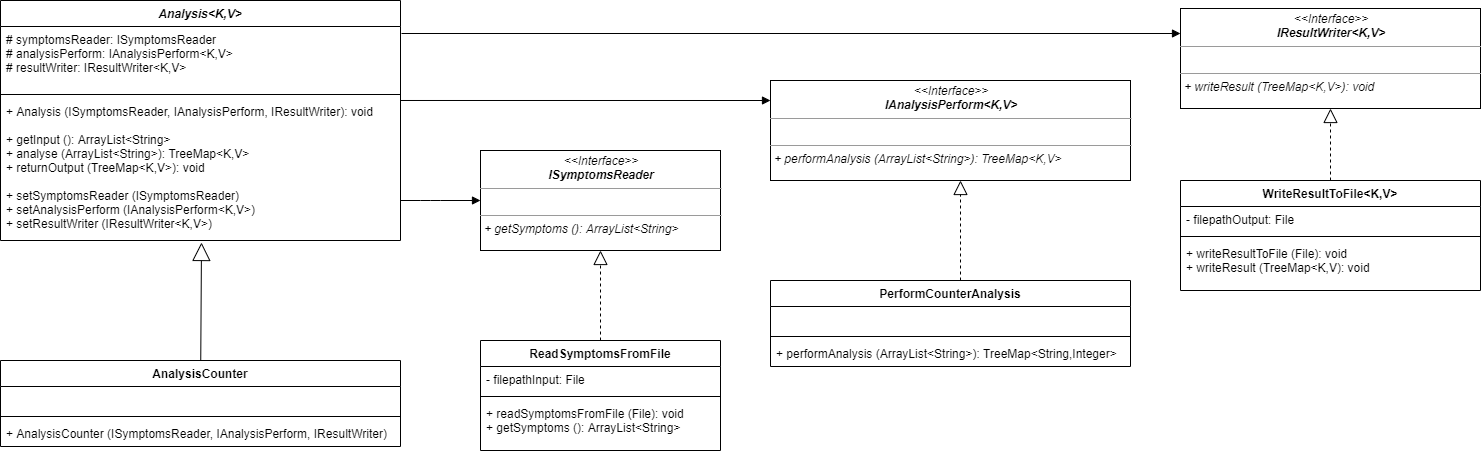 Analysis<K,V>
# symptomsReader: ISymptomsReader
# analysisPerform: IAnalysisPerform<K,V>
# resultWriter: IResultWriter<K,V>
+ Analysis (ISymptomsReader, IAnalysisPerform, IResultWriter): void
+ getInput (): ArrayList<String>
+ analyse (ArrayList<String>): TreeMap<K,V>
+ returnOutput (TreeMap<K,V>): void
+ setSymptomsReader (ISymptomsReader)
+ setAnalysisPerform (IAnalysisPerform<K,V>)
+ setResultWriter (IResultWriter<K,V>)
AnalysisCounter
+ AnalysisCounter (ISymptomsReader, IAnalysisPerform, IResultWriter)
<<Interface>>
ISymptomsReader
+ getSymptoms (): ArrayList<String>
ReadSymptomsFromFile
- filepathInput: File
+ readSymptomsFromFile (File): void
+ getSymptoms (): ArrayList<String>
<<Interface>>
IAnalysisPerform<K,V>
+ performAnalysis (ArrayList<String>): TreeMap<K,V>
PerformCounterAnalysis
+ performAnalysis (ArrayList<String>): TreeMap<String,Integer>
<<Interface>>
IResultWriter<K,V>
+ writeResult (TreeMap<K,V>): void
WriteResultToFile<K,V>
- filepathOutput: File
+ writeResultToFile (File): void
+ writeResult (TreeMap<K,V): void